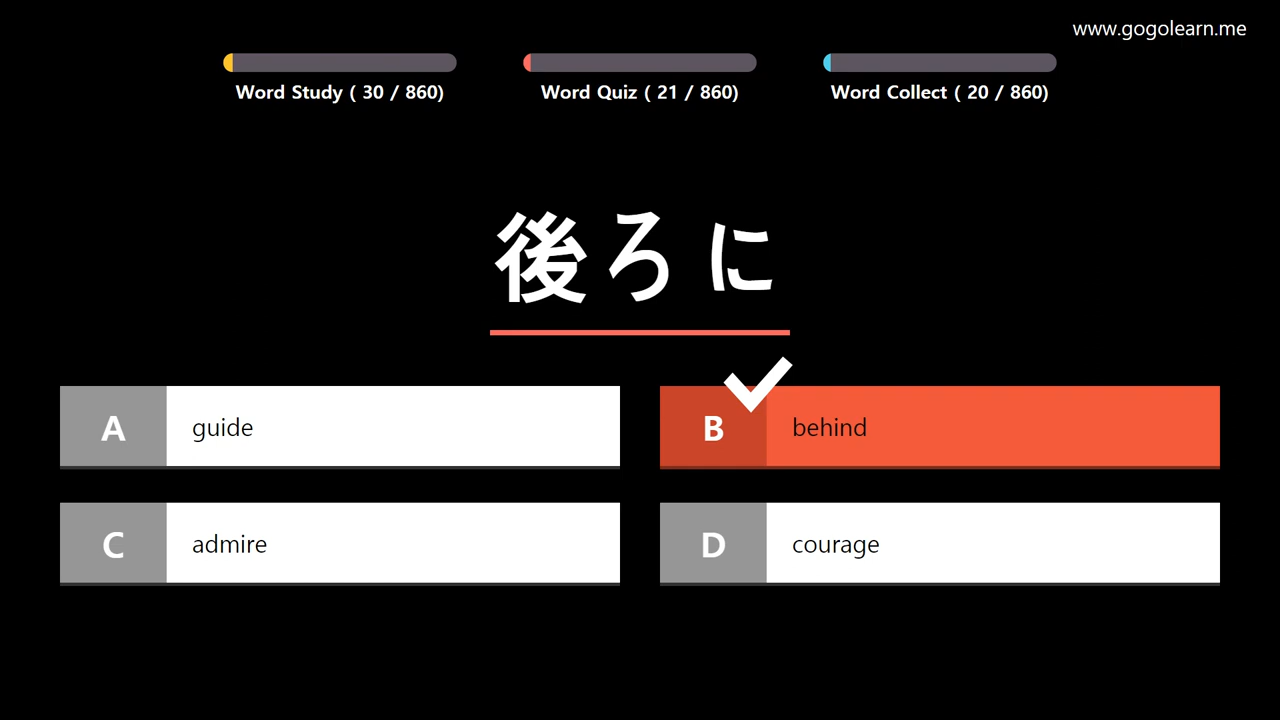 www.gogolearn.me
Word Study ( 30 / 860)
Word Quiz ( 21 / 860)
Word Collect ( 20 / 860)
後ろに
A guide
B behind
C admire
D courage